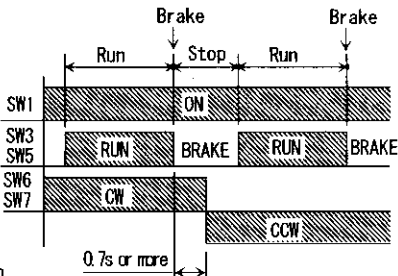 Brake Brake
Run Stop Run
SW1 ON
SW3 RUN BRAKE RUN BRAKE
SW5
SW6 CW
SW7
CCW
0.7s or more